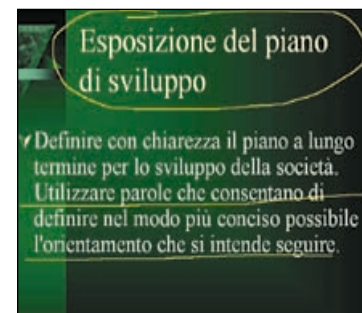 Esposizione del piano
di sviluppo
Definire con chiarezza il piano a lungo
termine per lo sviluppo della società.
Utilizzare parole che consentano di
definire nel modo più conciso possibile
l'orientamento che si intende seguire.